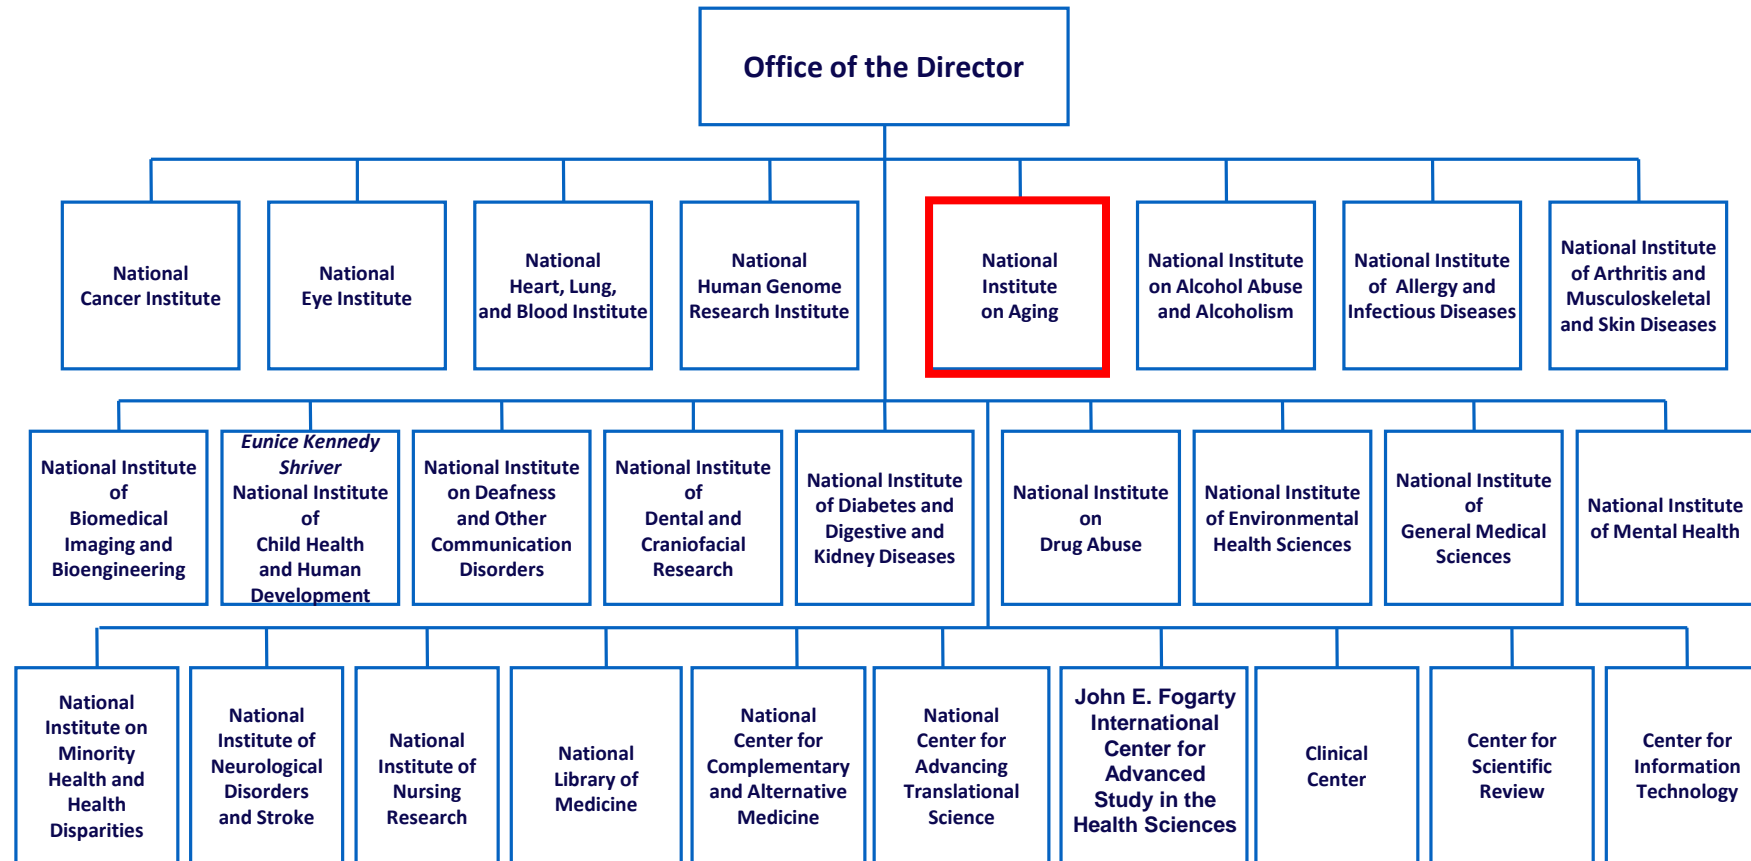 Office of the Director
National
Cancer Institute
National
Eye Institute
National
Heart, Lung,
and Blood Institute
National
Human Genome
Research Institute
National
Institute
on Aging
National Institute
on Alcohol Abuse
and Alcoholism
National Institute
of Allergy and
Infectious Diseases
National Institute
of Arthritis and
Musculoskeletal
and Skin Diseases
National Institute
of
Biomedical
Imaging and
Bioengineering
Eunice Kennedy
Shriver
National Institute
of
Child Health
and Human
Development
National Institute
on Deafness
and Other
Communication
Disorders
National Institute
of
Dental and
Craniofacial
Research
National Institute
of Diabetes and
Digestive and
Kidney Diseases
National Institute
on
Drug Abuse
National Institute
of Environmental
Health Sciences
National Institute
of
General Medical
Sciences
National Institute
of Mental Health
National
Institute on
Minority
Health and
Health
Disparities
National
Institute of
Neurological
Disorders
and Stroke
National
Institute of
Nursing
Research
National
Library of
Medicine
National
Center for
Complementary
and Alternative
Medicine
National
Center for
Advancing
Translational
Science
John E. Fogarty
International
Center for
Advanced
Study in the
Health Sciences
Clinical
Center
Center for
Scientific
Review
Center for
Information
Technology